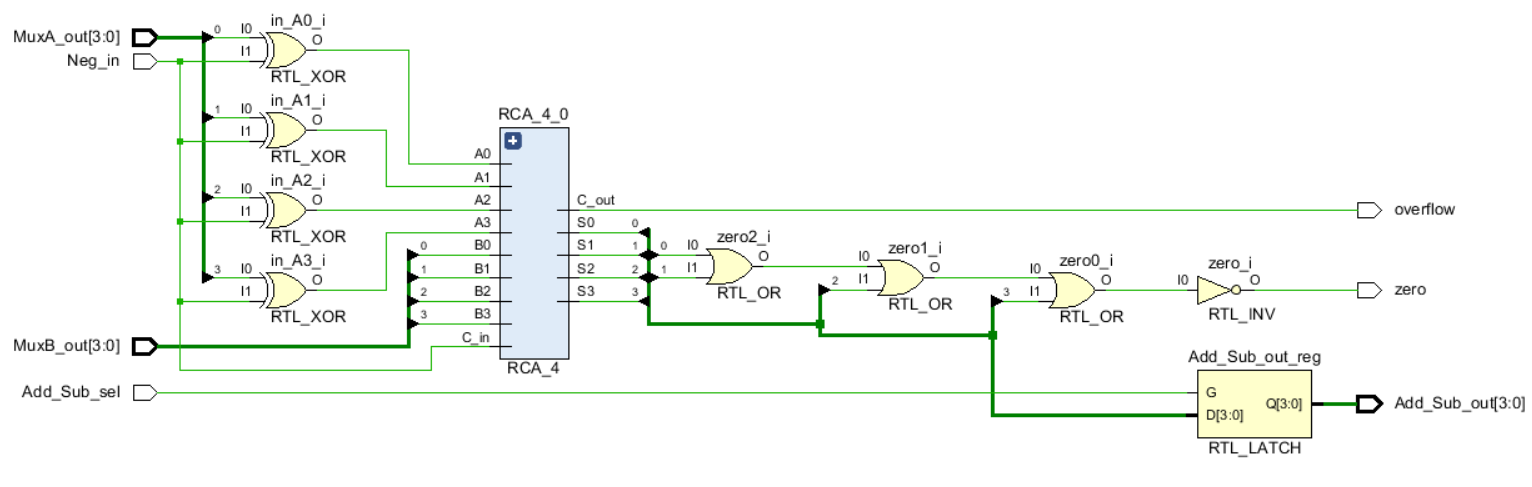 MuxA_out[3:0]
Neg_in
in_A0_i
0
I0
I1
O
RTL_XOR
in_A1_i
1
I0
I1
O
RTL_XOR
in_A2_i
2
I0
I1
O
RTL_XOR
in_A3_i
3
I0
I1
O
RTL_XOR
MuxB_out[3:0]
Add_Sub_sel
RCA_4_0
A0
A1
A2
A3
0 B0
1 B1
2 B2
3 B3
C_in
C_out
S0 0
S1 1
S2 2
S3 3
RCA_4
zero2_i
0 I0
1 I1
O
RTL_OR
zero1_i
I0
2 I1
O
RTL_OR
zero0_i
I0
3 I1
O
RTL_OR
zero_i
I0
O
RTL_INV
Add_Sub_out_reg
G
D[3:0]
Q[3:0]
RTL_LATCH
overflow
zero
Add_Sub_out[3:0]